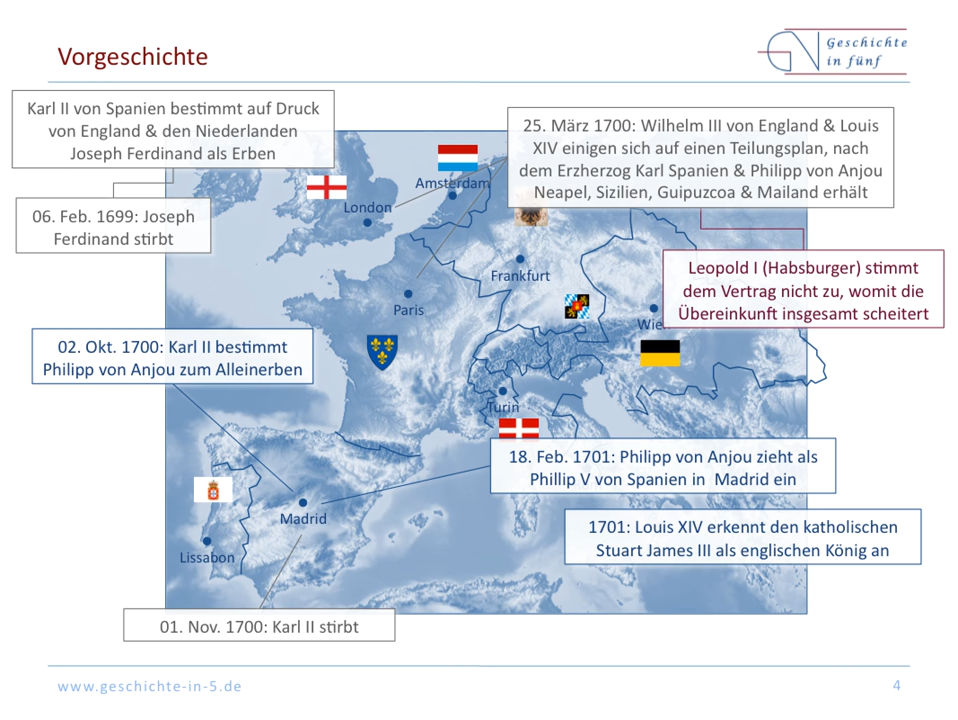 Vorgeschichte
Geschichte
in fünf
Karl II von Spanien bestimmt auf Druck
von England & den Niederlanden
Joseph Ferdinand als Erben
25. März 1700: Wilhelm III von England & Louis
XIV einigen sich auf einen Teilungsplan, nach
dem Erzherzog Karl Spanien & Philipp von Anjou
Neapel, Sizilien, Guipuzcoa & Mailand erhält
06. Feb. 1699: Joseph
Ferdinand stirbt
Amsterdam
London
Leopold I (Habsburger) stimmt
dem Vertrag nicht zu, womit die
Übereinkunft insgesamt scheitert
Frankfurt
Paris
Wie
02. Okt. 1700: Karl II bestimmt
Philipp von Anjou zum Alleinerben
Turin
18. Feb. 1701: Philipp von Anjou zieht als
Phillip V von Spanien in Madrid ein
Madrid
1701: Louis XIV erkennt den katholischen
Stuart James III als englischen König an
Lissabon
01. Nov. 1700: Karl II stirbt
www.geschichte-in-5.de
4